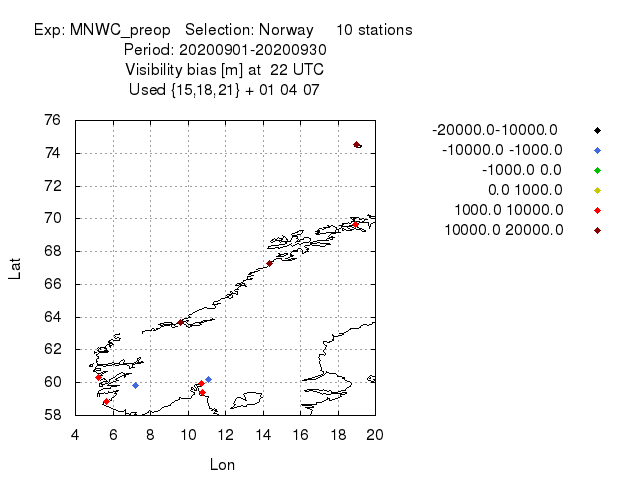 Exp: MNWC_preop   Selection: Norway     10 stations
Period: 20200901-20200930
Visibility bias [m] at  22 UTC
Used {15,18,21} + 01 04 07
-20000.0-10000.0
-10000.0 -1000.0
-1000.0 0.0
0.0 1000.0
1000.0 10000.0
10000.0 20000.0
76
74
72
70
68
66
64
62
60
58
Lat
4 6 8 10 12 14 16 18 20
Lon